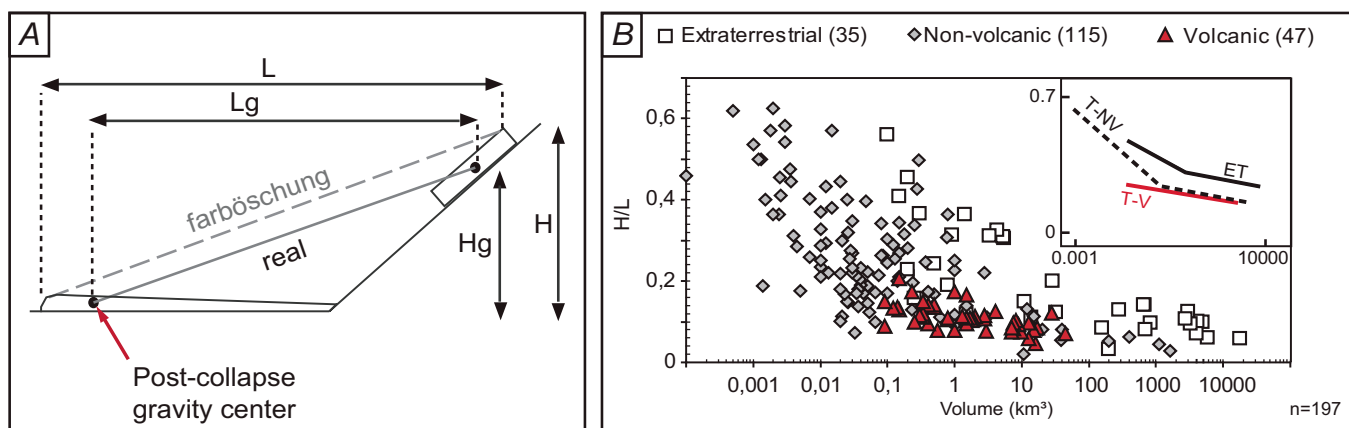 A
L
Lg
farböschung
real
Hg
H
Post-collapse
gravity center
B
Extraterrestrial (35)
Non-volcanic (115)
Volcanic (47)
H/L
0,6
0,4
0,2
0
0,001
0,01
0,1
1
10
100
1000
10000
Volume (km³)
n=197
0.7
0
0.001
10000
T-NV
ET
T-V